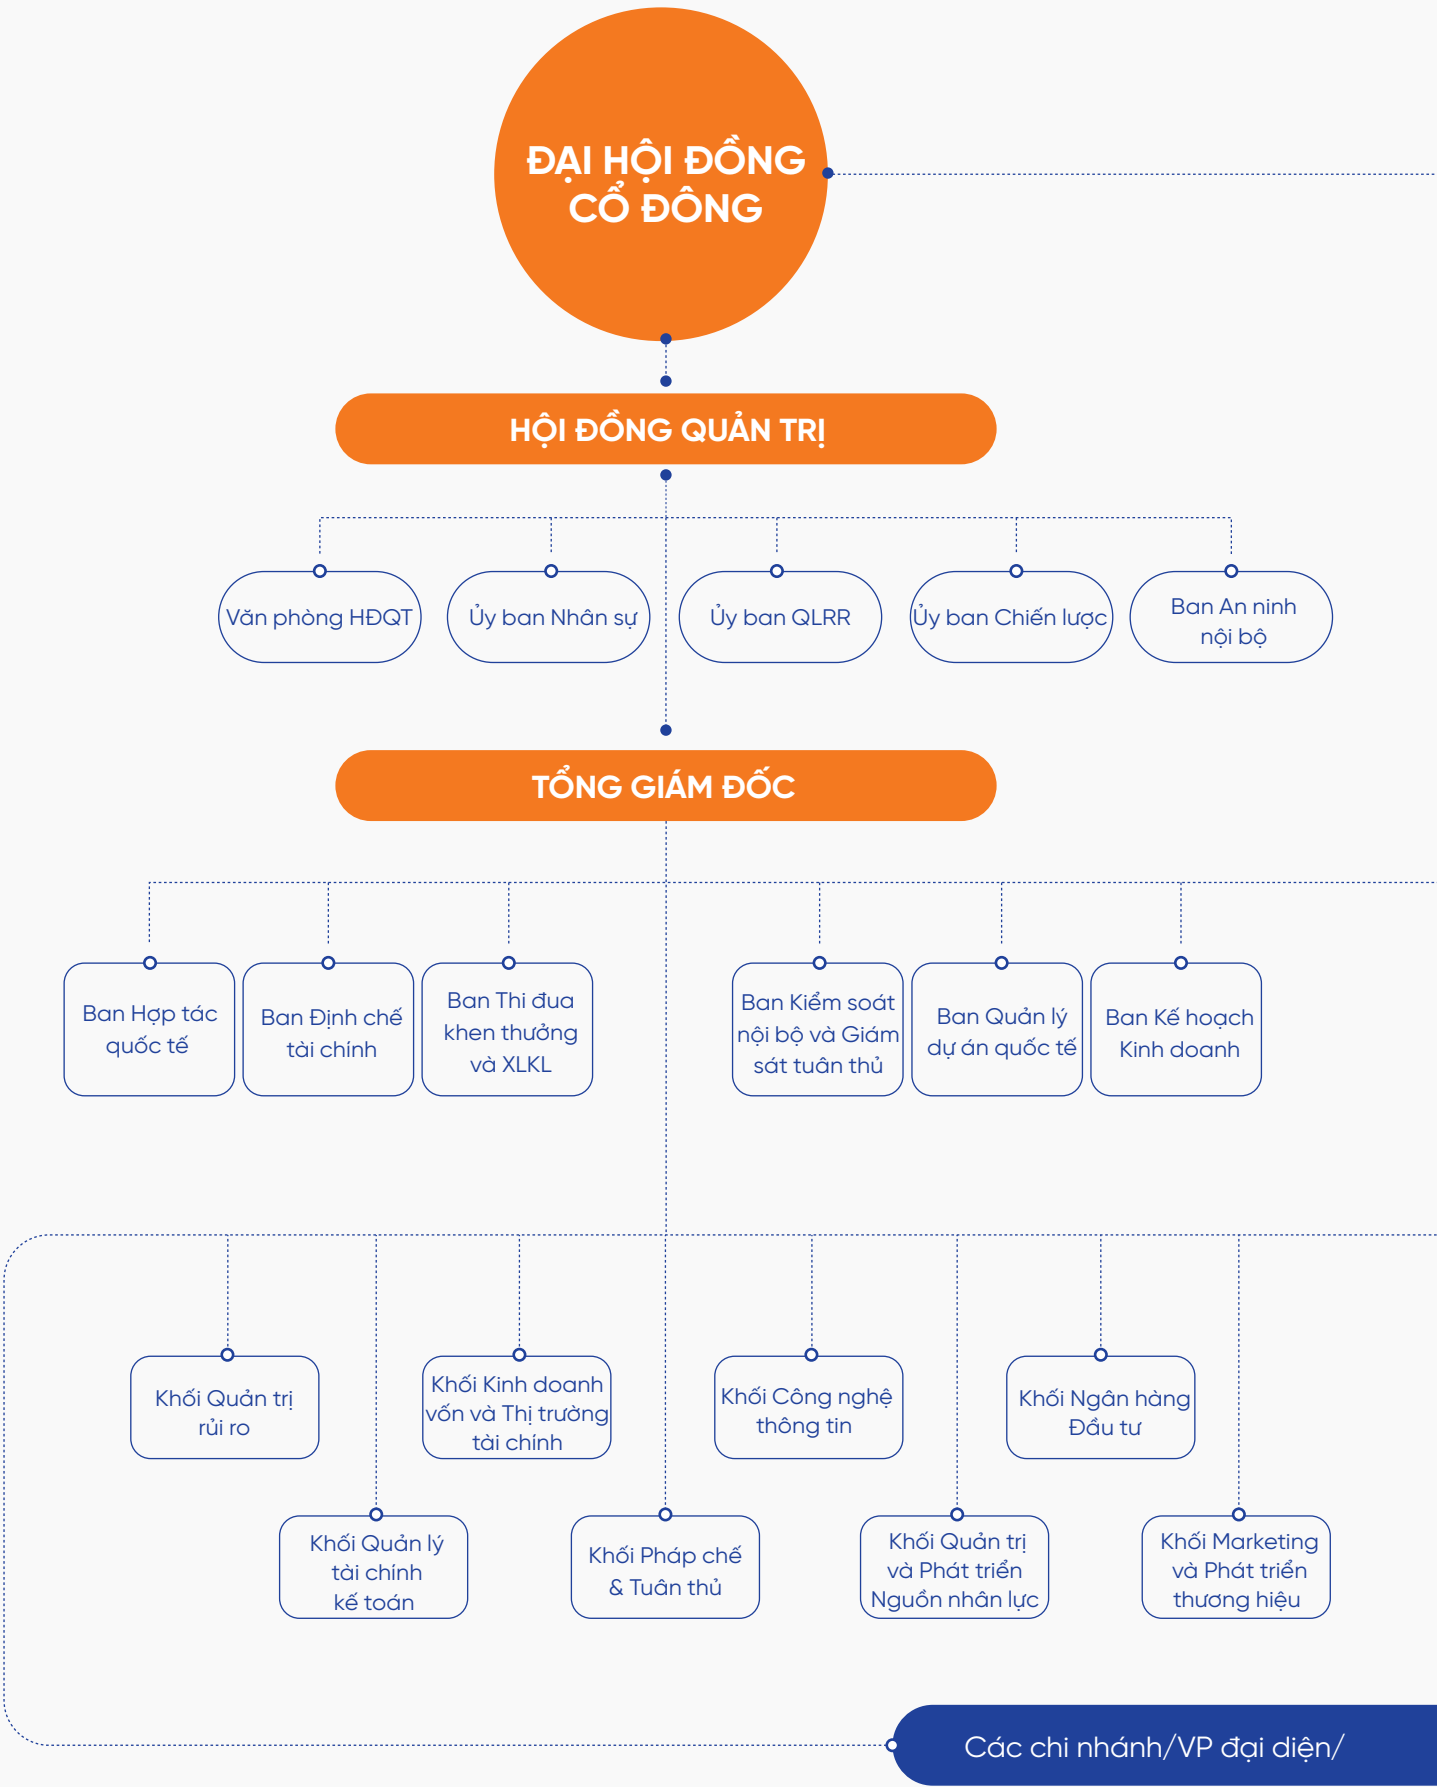 ĐẠI HỘI ĐỒNG
CỔ ĐÔNG
HỘI ĐỒNG QUẢN TRỊ
Văn phòng HĐQT
Ủy ban Nhân sự
Ủy ban QLRR
Ủy ban Chiến lược
Ban An ninh
nội bộ
TỔNG GIÁM ĐỐC
Ban Hợp tác
quốc tế
Ban Định chế
tài chính
Ban Thi đua
khen thưởng
và XLKL
Ban Kiểm soát
nội bộ và Giám
sát tuân thủ
Ban Quản lý
dự án quốc tế
Ban Kế hoạch
Kinh doanh
Khối Quản trị
rủi ro
Khối Kinh doanh
vốn và Thị trường
tài chính
Khối Công nghệ
thông tin
Khối Ngân hàng
Đầu tư
Khối Quản lý
tài chính
kế toán
Khối Pháp chế
& Tuân thủ
Khối Quản trị
và Phát triển
Nguồn nhân lực
Khối Marketing
và Phát triển
thương hiệu
Các chi nhánh/VP đại diện/